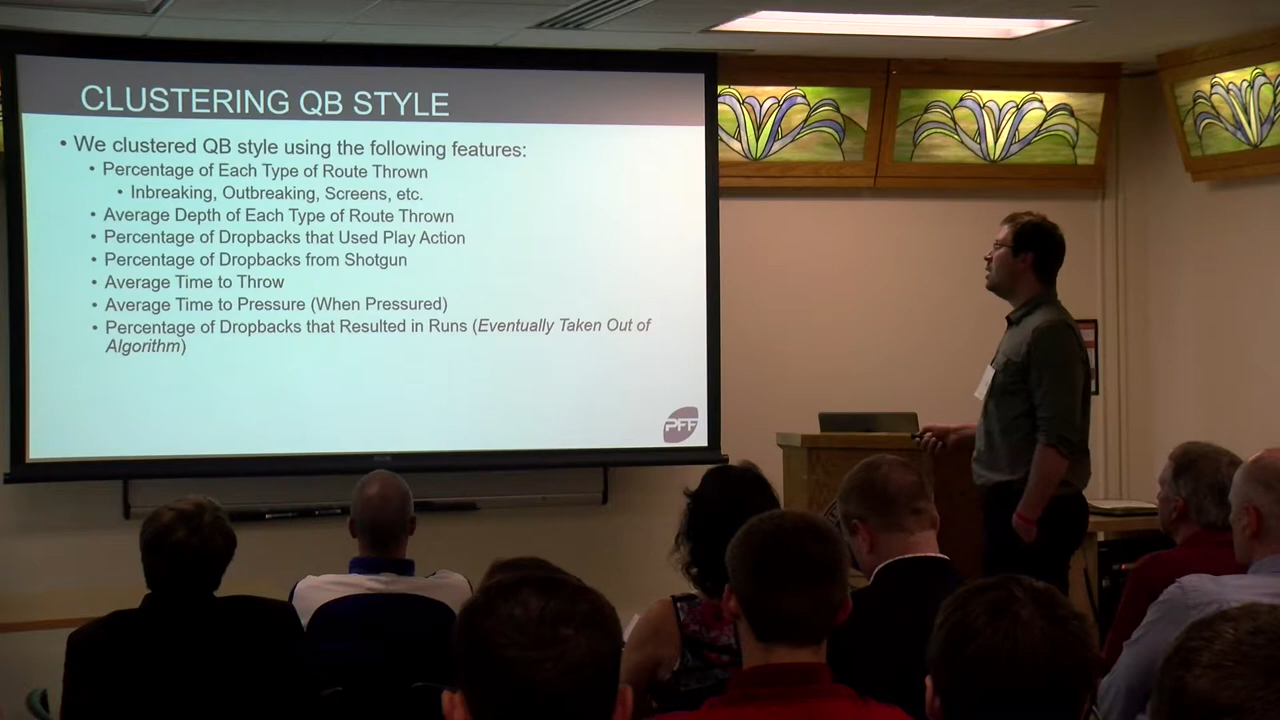 CLUSTERING QB STYLE
• We clustered QB style using the following features:
• Percentage of Each Type of Route Thrown
• Inbreaking, Outbreaking, Screens, etc.
• Average Depth of Each Type of Route Thrown
• Percentage of Dropbacks that Used Play Action
• Percentage of Dropbacks from Shotgun
• Average Time to Throw
• Average Time to Pressure (When Pressured)
• Percentage of Dropbacks that Resulted in Runs (Eventually Taken Out of
Algorithm)
PFF